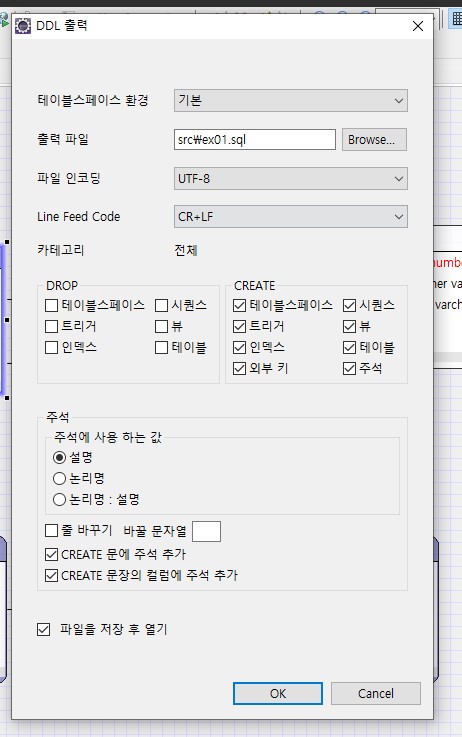 DDL 출력
테이블스페이스 환경 기본
출력 파일 src₩ex01.sql Browse...
파일 인코딩 UTF-8
Line Feed Code CR+LF
카테고리 전체
DROP
테이블스페이스 시퀀스
트리거 뷰
인덱스 테이블
CREATE
테이블스페이스 시퀀스
트리거 뷰
인덱스 테이블
외부 키 주석
주석
주석에 사용 하는 값
설명
논리명
논리명 : 설명
줄 바꾸기 바꿀 문자열
CREATE 문에 주석 추가
CREATE 문장의 컬럼에 주석 추가
파일을 저장 후 열기
OK Cancel